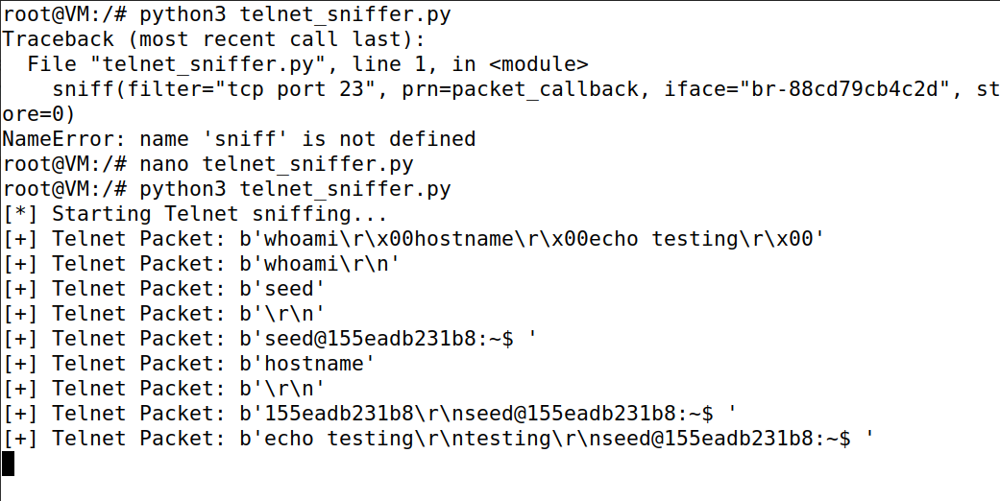 root@VM:/# python3 telnet_sniffer.py
Traceback (most recent call last):
  File "telnet_sniffer.py", line 1, in <module>
    sniff(filter="tcp port 23", prn=packet_callback, iface="br-88cd79cb4c2d", st
ore=0)
NameError: name 'sniff' is not defined
root@VM:/# nano telnet_sniffer.py
root@VM:/# python3 telnet_sniffer.py
[*] Starting Telnet sniffing...
[+] Telnet Packet: b'whoami\r\x00hostname\r\x00echo testing\r\x00'
[+] Telnet Packet: b'whoami\r\n'
[+] Telnet Packet: b'seed'
[+] Telnet Packet: b'\r\n'
[+] Telnet Packet: b'seed@155eadb231b8:~$ '
[+] Telnet Packet: b'hostname'
[+] Telnet Packet: b'\r\n'
[+] Telnet Packet: b'155eadb231b8\r\nseed@155eadb231b8:~$ '
[+] Telnet Packet: b'echo testing\r\ntesting\r\nseed@155eadb231b8:~$ '